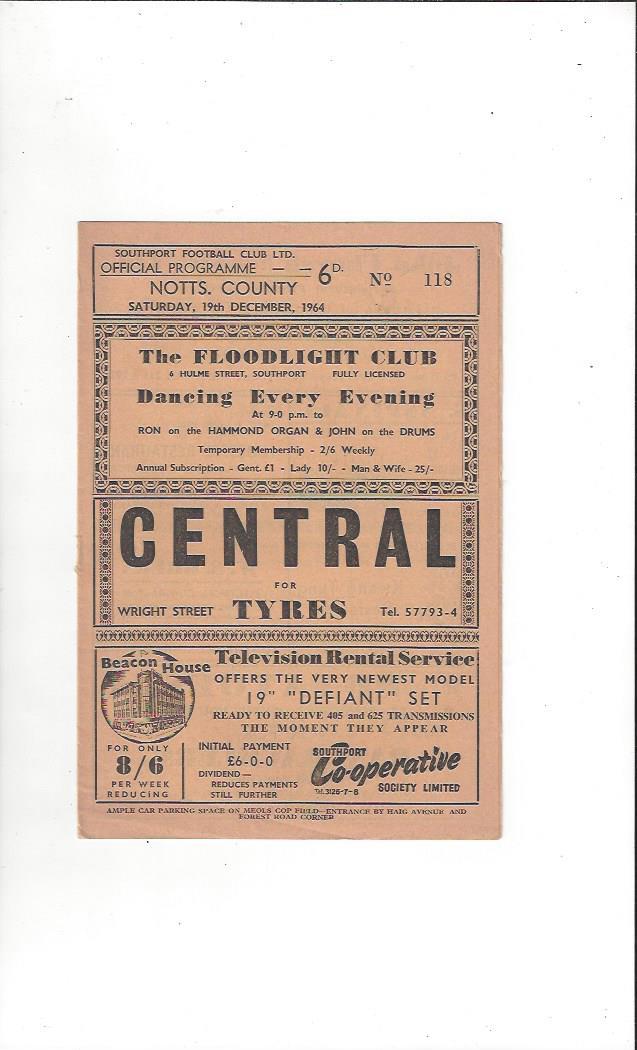 SOUTHPORT FOOTBALL CLUB LTD.
OFFICIAL PROGRAMME — — 6D. No 118
NOTTS. COUNTY
SATURDAY, 19th DECEMBER, 1964
The FLOODLIGHT CLUB
6 HULME STREET, SOUTHPORT FULLY LICENSED
Dancing Every Evening
At 9-0 p.m. to
RON on the HAMMOND ORGAN & JOHN on the DRUMS
Temporary Membership - 2/6 Weekly
Annual Subscription - Gent. £1 - Lady 10/- - Man & Wife - 25/-
CENTRAL
FOR
WRIGHT STREET TYRES Tel. 57793-4
Beacon House
Television Rental Service
OFFERS THE VERY NEWEST MODEL
19" "DEFIANT" SET
READY TO RECEIVE 405 and 625 TRANSMISSIONS
THE MOMENT THEY APPEAR
FOR ONLY
8/6
PER WEEK
REDUCING
INITIAL PAYMENT
£6-0-0
DIVIDEND—
REDUCES PAYMENTS
STILL FURTHER
SOUTHPORT
Co-operative
Tel. 3126-7-8 SOCIETY LIMITED
AMPLE CAR PARKING SPACE ON MEOLS COP FIELD—ENTRANCE BY HAIG AVENUE AND
FOREST ROAD CORNER